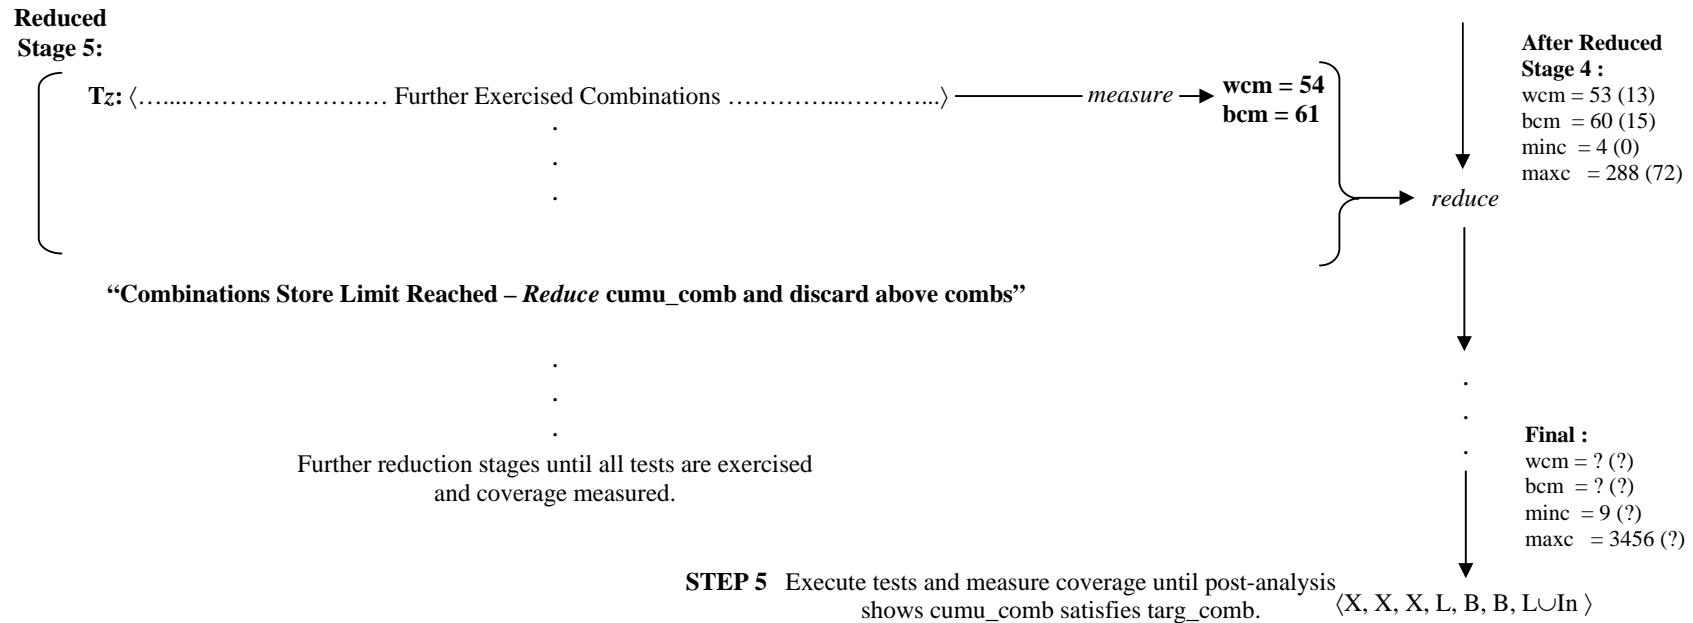 Reduced
Stage 5:
After Reduced
Stage 4 :
wcm = 53 (13)
bcm = 60 (15)
minc = 4 (0)
maxc = 288 (72)
Tz: ⟨…....…………………… Further Exercised Combinations …………...………...⟩ measure wcm = 54
bcm = 61
.
.
.
reduce
“Combinations Store Limit Reached – Reduce cumu_comb and discard above combs”
.
.
.
.
.
.
Further reduction stages until all tests are exercised
and coverage measured.
Final :
wcm = ? (?)
bcm = ? (?)
minc = 9 (?)
maxc = 3456 (?)
STEP 5 Execute tests and measure coverage until post-analysis
shows cumu_comb satisfies targ_comb.
⟨X, X, X, L, B, B, L∪In ⟩